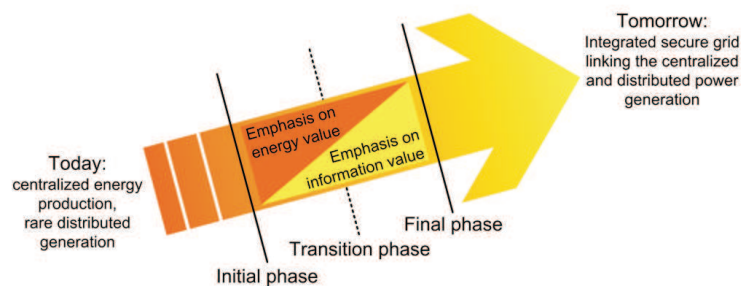 Today:
centralized energy
production,
rare distributed
generation
Emphasis on
energy value
Emphasis on
information value
Initial phase
Transition phase
Final phase
Tomorrow:
Integrated secure grid
linking the centralized
and distributed power
generation